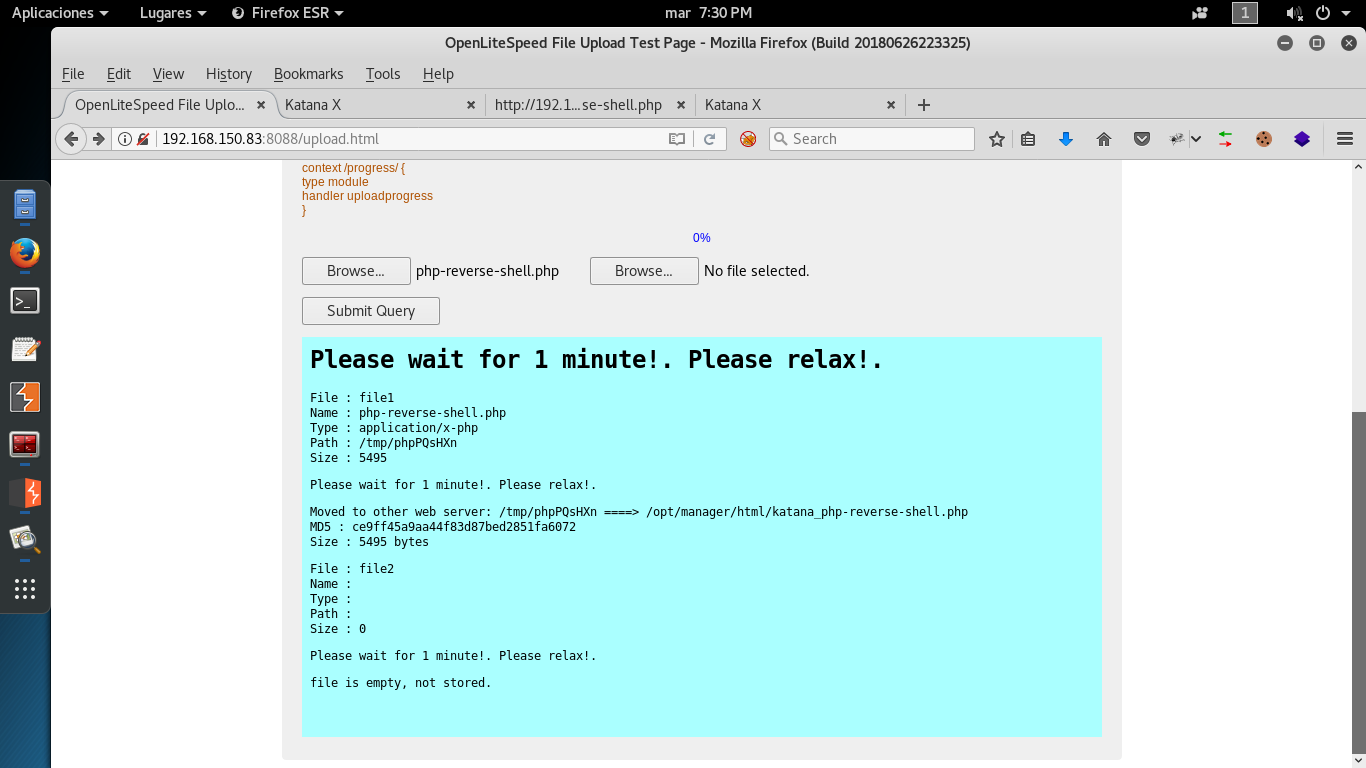 Aplicaciones Lugares Firefox ESR mar 7:30 PM 1
OpenLiteSpeed File Upload Test Page - Mozilla Firefox (Build 20180626223325)
File Edit View History Bookmarks Tools Help
OpenLiteSpeed File Uplo... Katana X http://192.1...se-shell.php Katana X
192.168.150.83:8088/upload.html Search
context /progress/ {
type module
handler uploadprogress
}
0%
Browse... php-reverse-shell.php Browse... No file selected.
Submit Query
Please wait for 1 minute!. Please relax!.
File : file1
Name : php-reverse-shell.php
Type : application/x-php
Path : /tmp/phpPQsHXn
Size : 5495
Please wait for 1 minute!. Please relax!.
Moved to other web server: /tmp/phpPQsHXn ====> /opt/manager/html/katana_php-reverse-shell.php
MD5 : ce9ff45a9aa44f83d87bed2851fa6072
Size : 5495 bytes
File : file2
Name :
Type :
Path :
Size : 0
Please wait for 1 minute!. Please relax!.
file is empty, not stored.